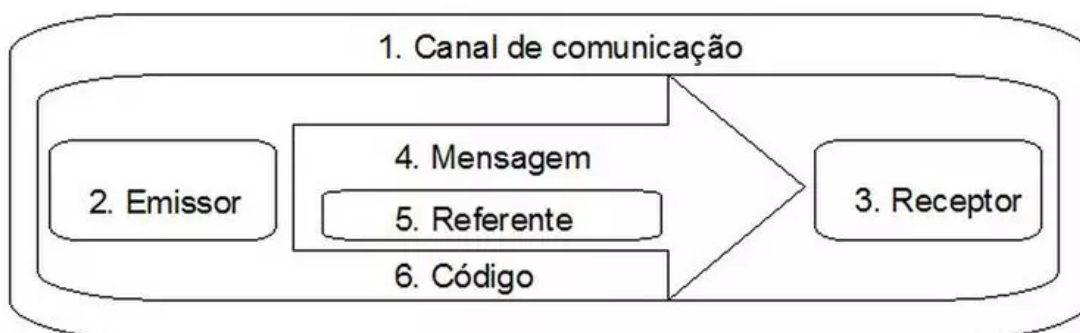 1. Canal de comunicação
4. Mensagem
2. Emissor
5. Referente
3. Receptor
6. Código